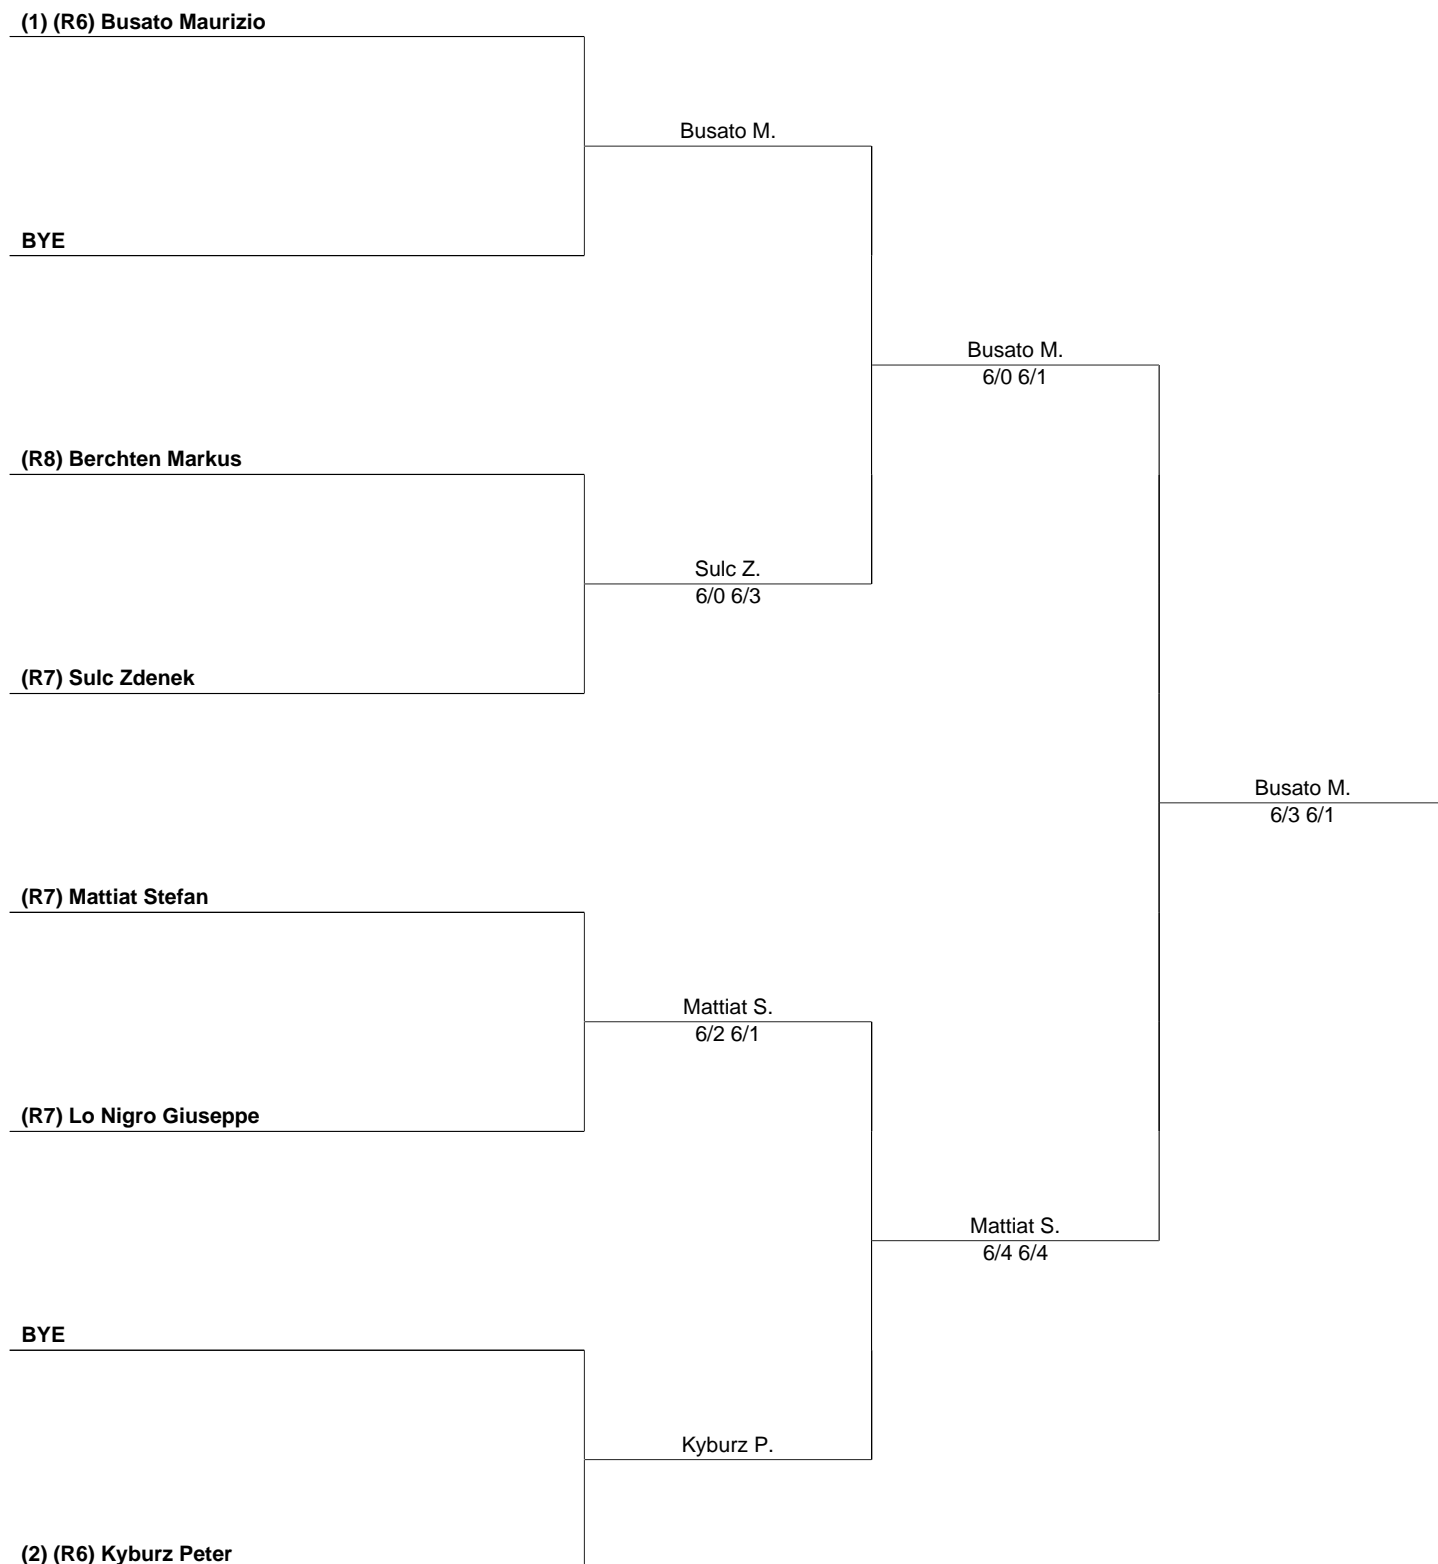 (1) (R6) Busato Maurizio
Busato M.
BYE
Busato M.
6/0 6/1
(R8) Berchten Markus
Sulc Z.
6/0 6/3
(R7) Sulc Zdenek
Busato M.
6/3 6/1
(R7) Mattiat Stefan
Mattiat S.
6/2 6/1
(R7) Lo Nigro Giuseppe
Mattiat S.
6/4 6/4
BYE
Kyburz P.
(2) (R6) Kyburz Peter